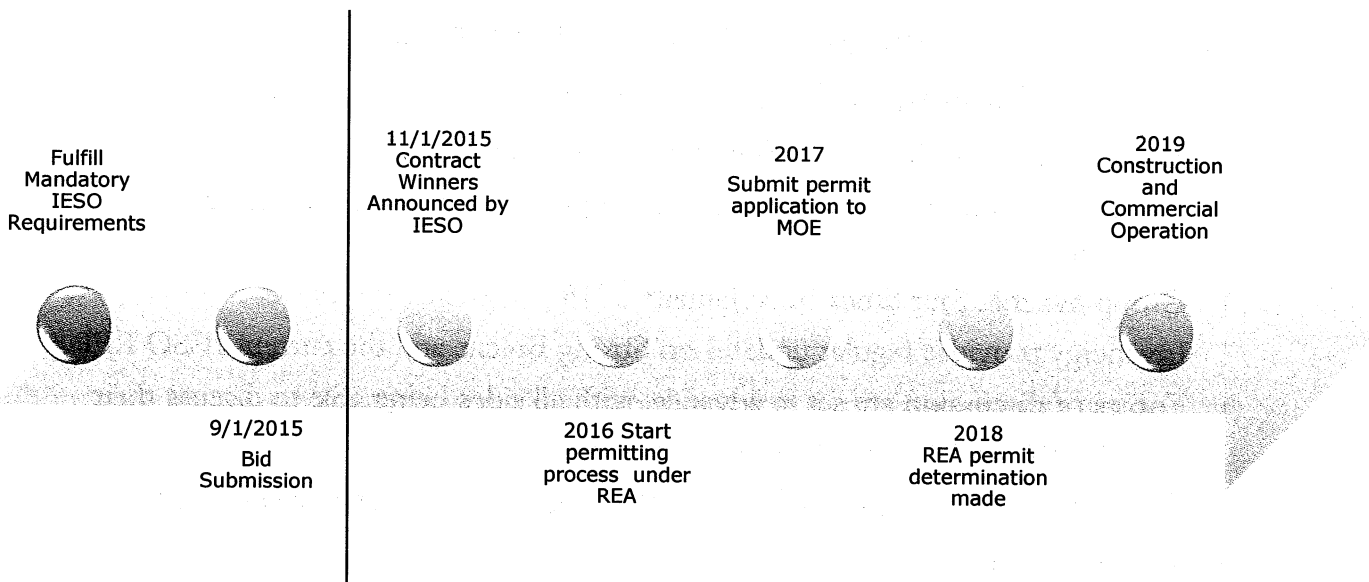 Fulfill
Mandatory
IESO
Requirements
9/1/2015
Bid
Submission
11/1/2015
Contract
Winners
Announced by
IESO
2016 Start
permitting
process under
REA
2017
Submit permit
application to
MOE
2018
REA permit
determination
made
2019
Construction
and
Commercial
Operation